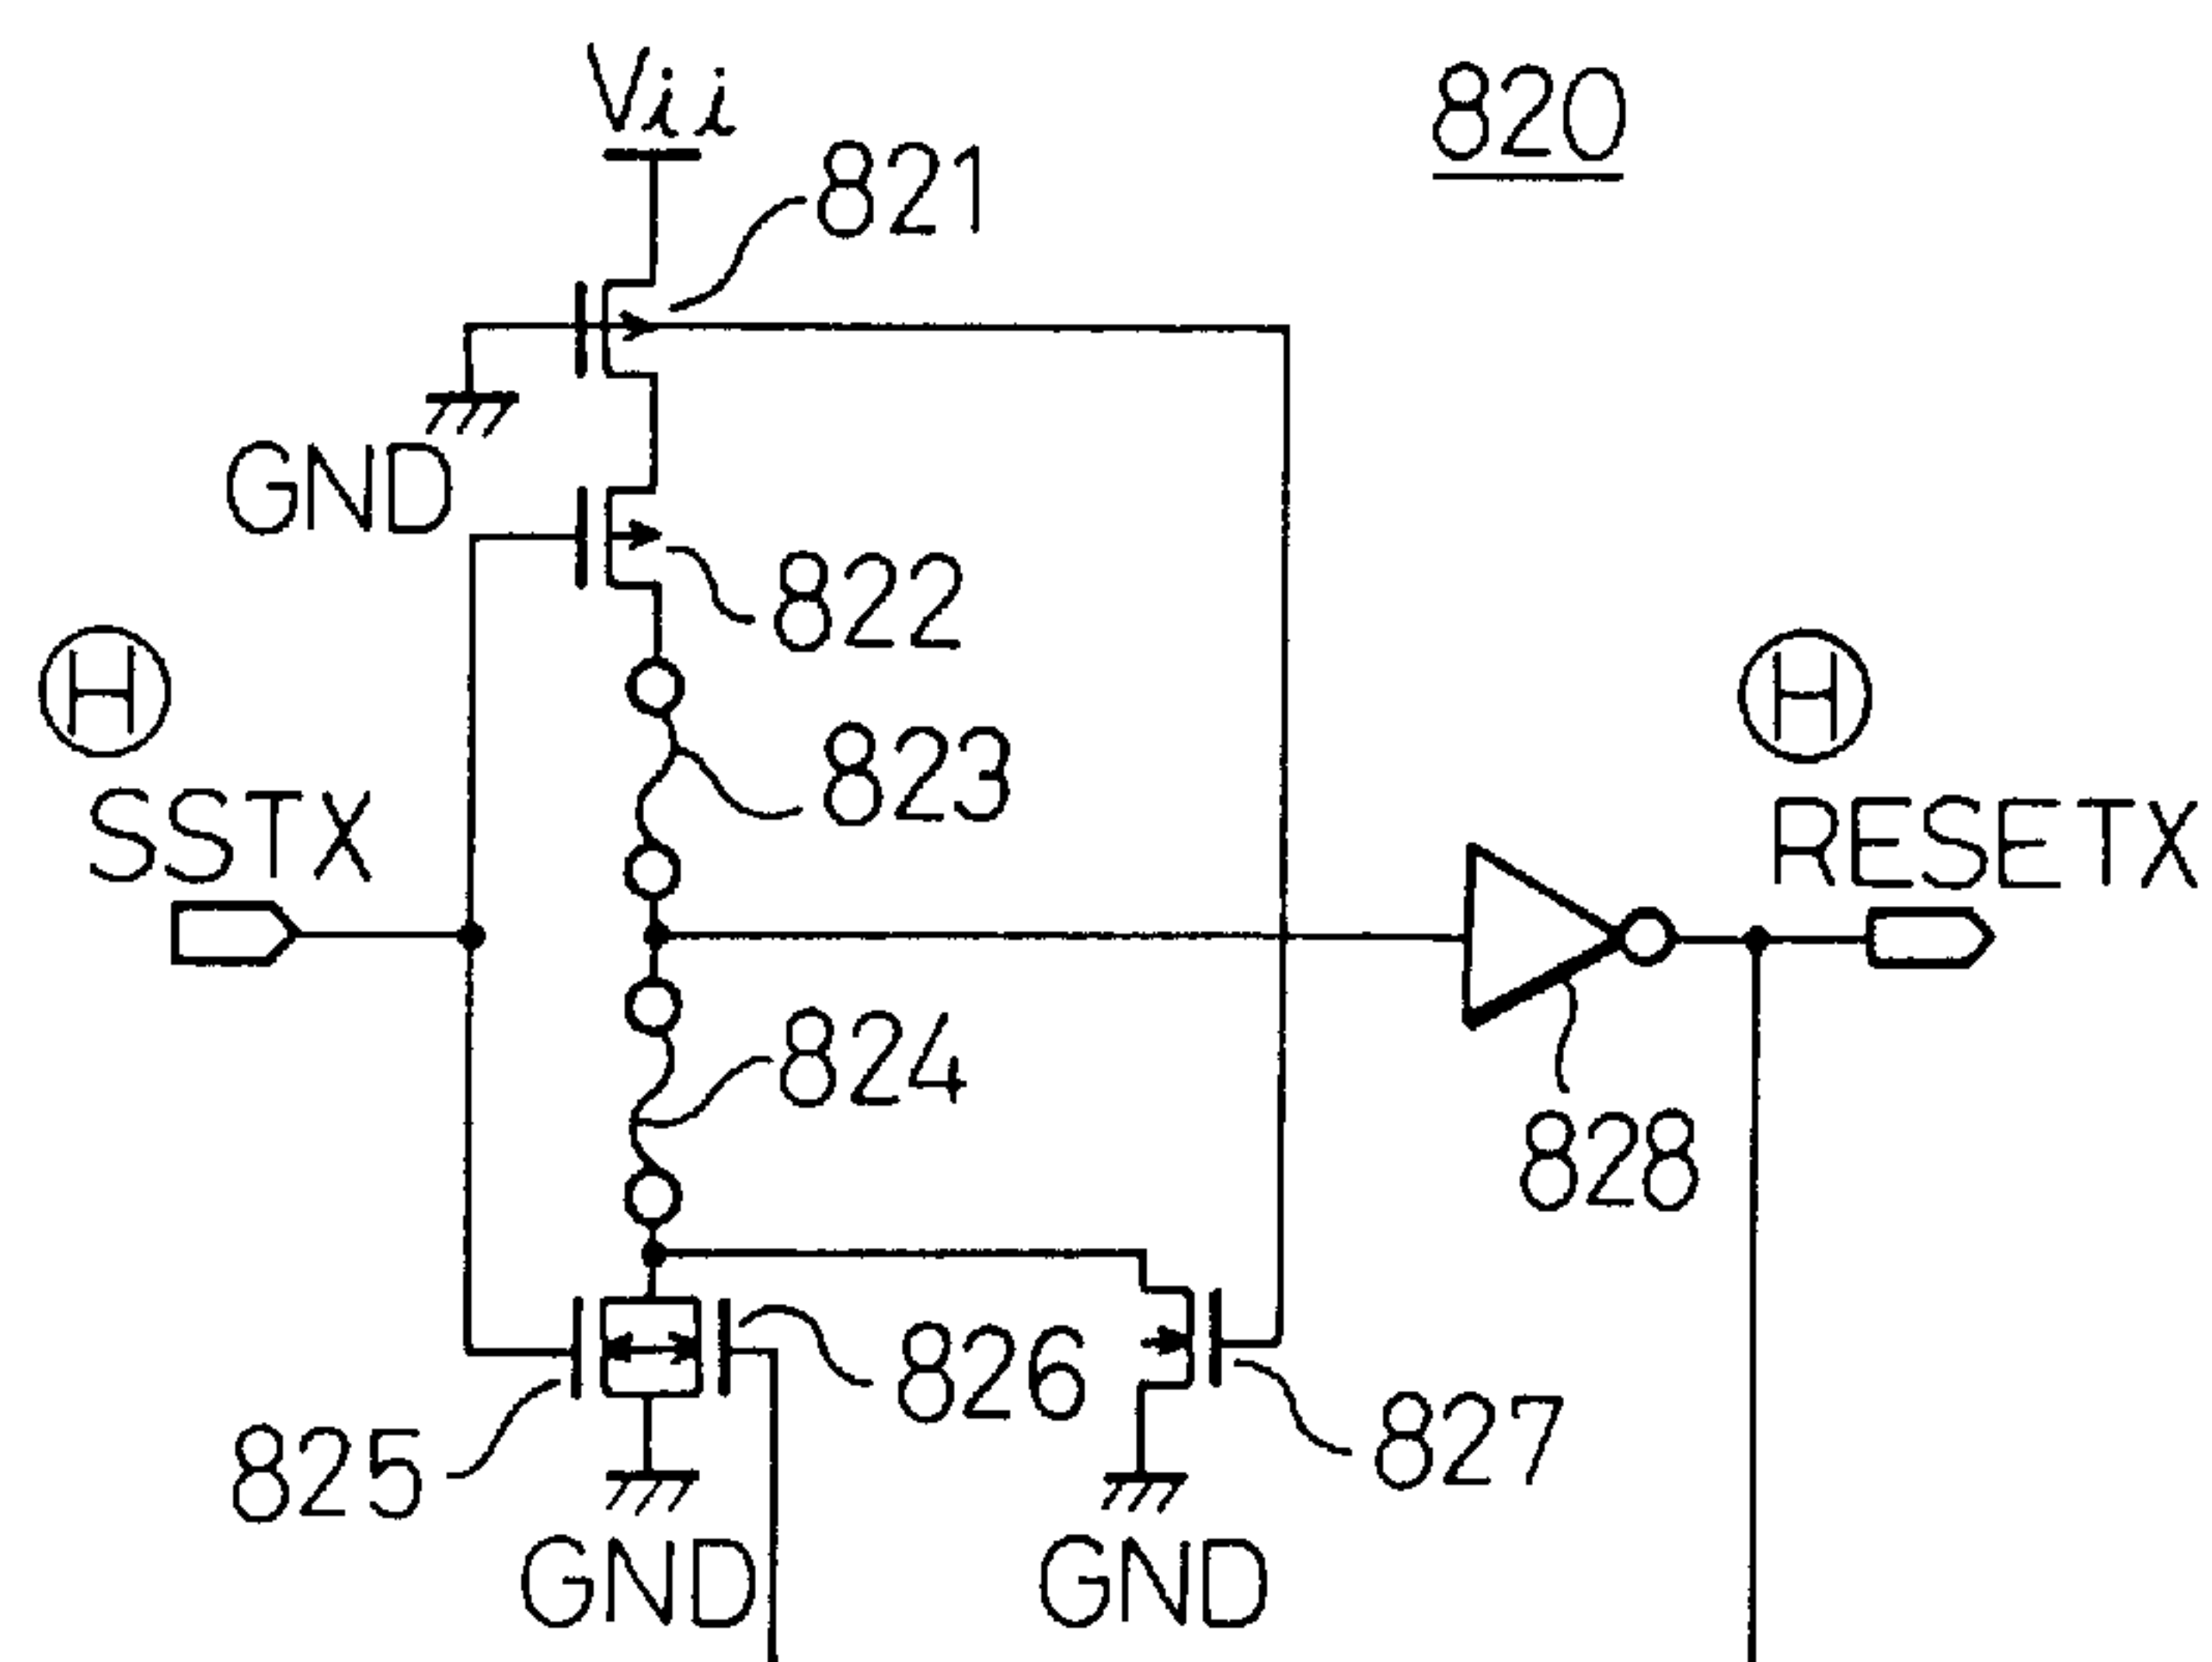 Vii
820
821
GND
822
H
H
823
SSTX
RESETX
824
828
826
827
825
GND
GND